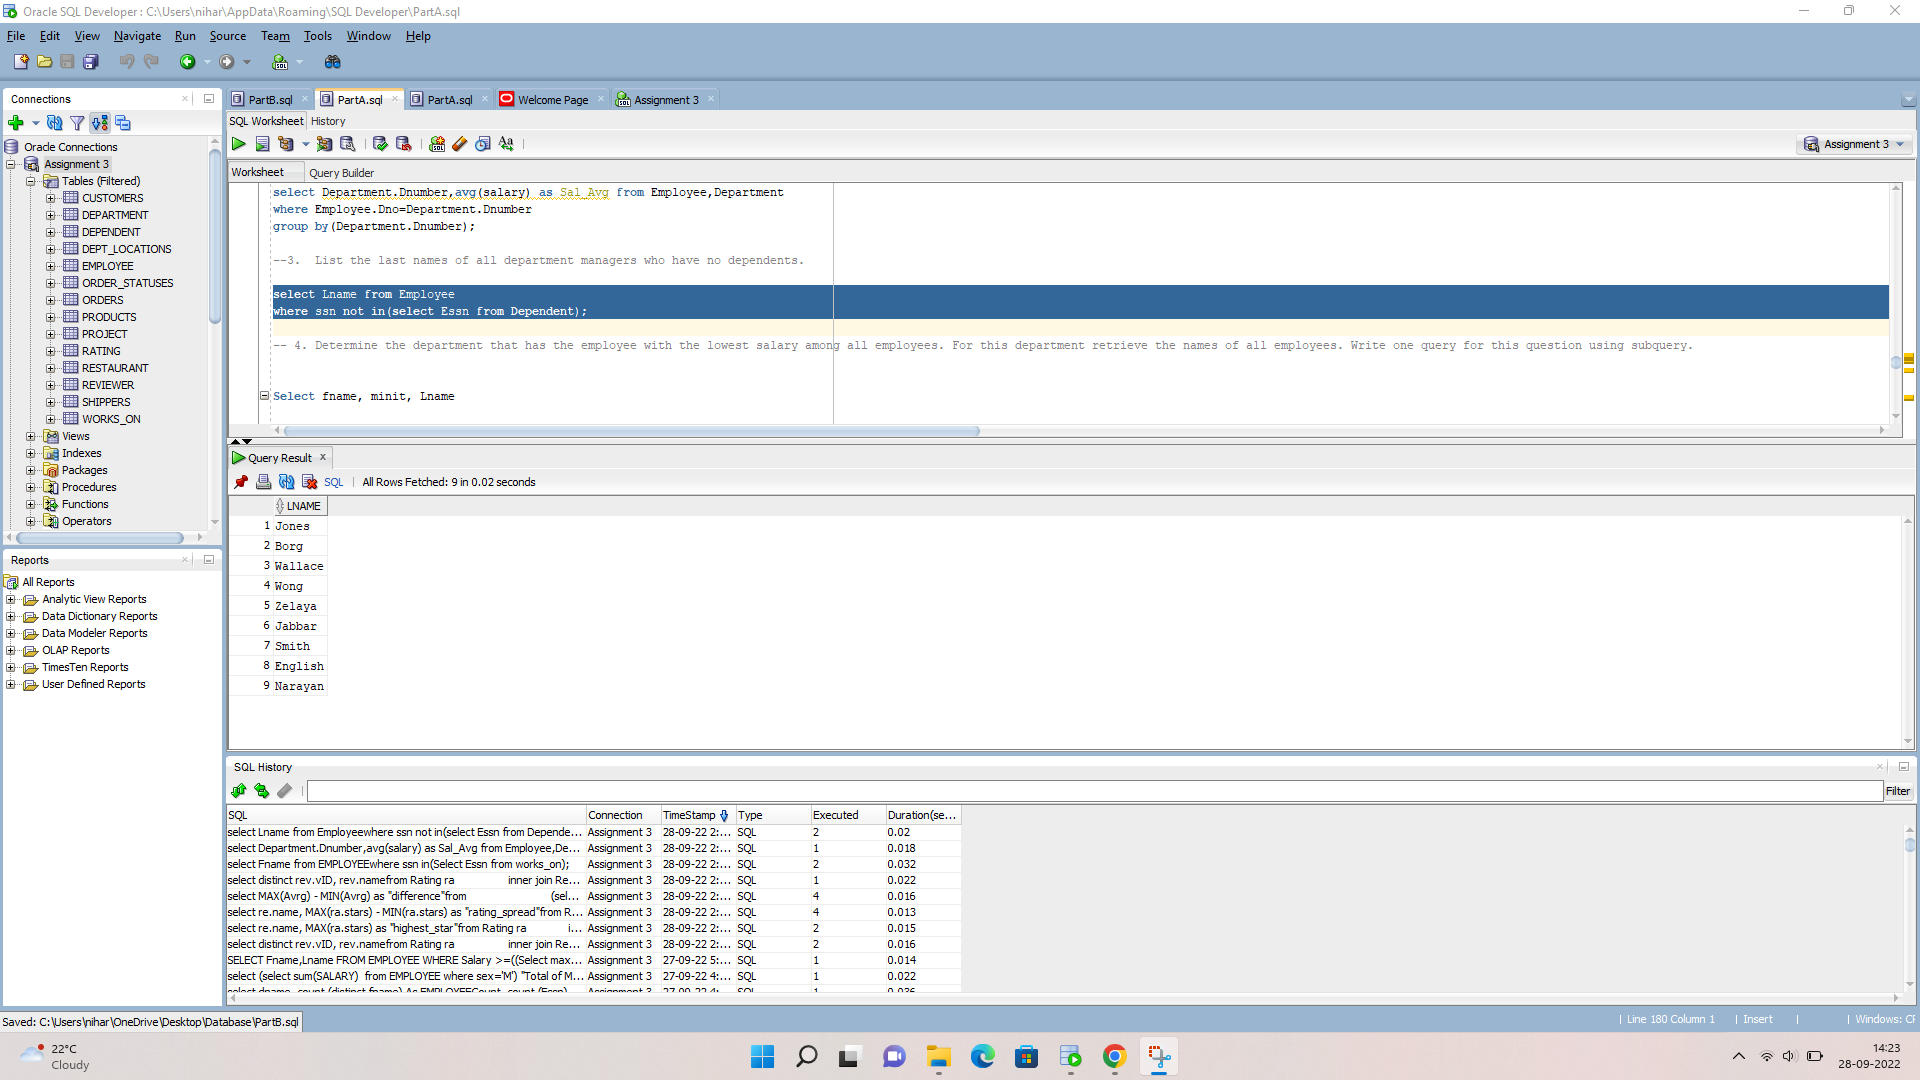 Oracle SQL Developer : C:\Users\nihar\AppData\Roaming\SQL Developer\PartA.sql
File Edit View Navigate Run Source Team Tools Window Help
Connections
Oracle Connections
Assignment 3
Tables (Filtered)
CUSTOMERS
DEPARTMENT
DEPENDENT
DEPT_LOCATIONS
EMPLOYEE
ORDER_STATUSES
ORDERS
PRODUCTS
PROJECT
RATING
RESTAURANT
REVIEWER
SHIPPERS
WORKS_ON
Views
Indexes
Packages
Procedures
Functions
Operators
Reports
All Reports
Analytic View Reports
Data Dictionary Reports
Data Modeler Reports
OLAP Reports
TimesTen Reports
User Defined Reports
PartB.sql PartA.sql PartA.sql Welcome Page Assignment 3
SQL Worksheet History
Assignment 3
Worksheet Query Builder
select Department.Dnumber,avg(salary) as Sal_Avg from Employee,Department
where Employee.Dno=Department.Dnumber
group by(Department.Dnumber);
--3. List the last names of all department managers who have no dependents.
select Lname from Employee
where ssn not in(select Essn from Dependent);
-- 4. Determine the department that has the employee with the lowest salary among all employees. For this department retrieve the names of all employees. Write one query for this question using subquery.
Select fname, minit, Lname
Query Result x
SQL | All Rows Fetched: 9 in 0.02 seconds
LNAME
1 Jones
2 Borg
3 Wallace
4 Wong
5 Zelaya
6 Jabbar
7 Smith
8 English
9 Narayan
SQL History
Filter
SQL Connection TimeStamp Type Executed Duration(se...
select Lname from Employeewhere ssn not in(select Essn from Depende... Assignment 3 28-09-22 2:... SQL 2 0.02
select Department.Dnumber,avg(salary) as Sal_Avg from Employee,De... Assignment 3 28-09-22 2:... SQL 1 0.018
select Fname from EMPLOYEEwhere ssn in(Select Essn from works_on); Assignment 3 28-09-22 2:... SQL 2 0.032
select distinct rev.vID, rev.namefrom Rating ra inner join Re... Assignment 3 28-09-22 2:... SQL 1 0.022
select MAX(Avrg) - MIN(Avrg) as "difference"from (sel... Assignment 3 28-09-22 2:... SQL 4 0.016
select re.name, MAX(ra.stars) - MIN(ra.stars) as "rating_spread"from R... Assignment 3 28-09-22 2:... SQL 4 0.013
select re.name, MAX(ra.stars) as "highest_star"from Rating ra i... Assignment 3 28-09-22 2:... SQL 2 0.015
select distinct rev.vID, rev.namefrom Rating ra inner join Re... Assignment 3 28-09-22 2:... SQL 2 0.016
SELECT Fname,Lname FROM EMPLOYEE WHERE Salary >=((Select max... Assignment 3 27-09-22 5:... SQL 1 0.014
select (select sum(SALARY) from EMPLOYEE where sex='M') "Total of M... Assignment 3 27-09-22 4:... SQL 1 0.022
select dname, count (distinct fname) As EMPLOYEECount, count (Essn) Assignment 3 27-09-22 4:... SQL 1 0.036
Saved: C:\Users\nihar\OneDrive\Desktop\Database\PartB.sql
Line 180 Column 1 | Insert | | Windows: CR
22°C
Cloudy
14:23
28-09-2022